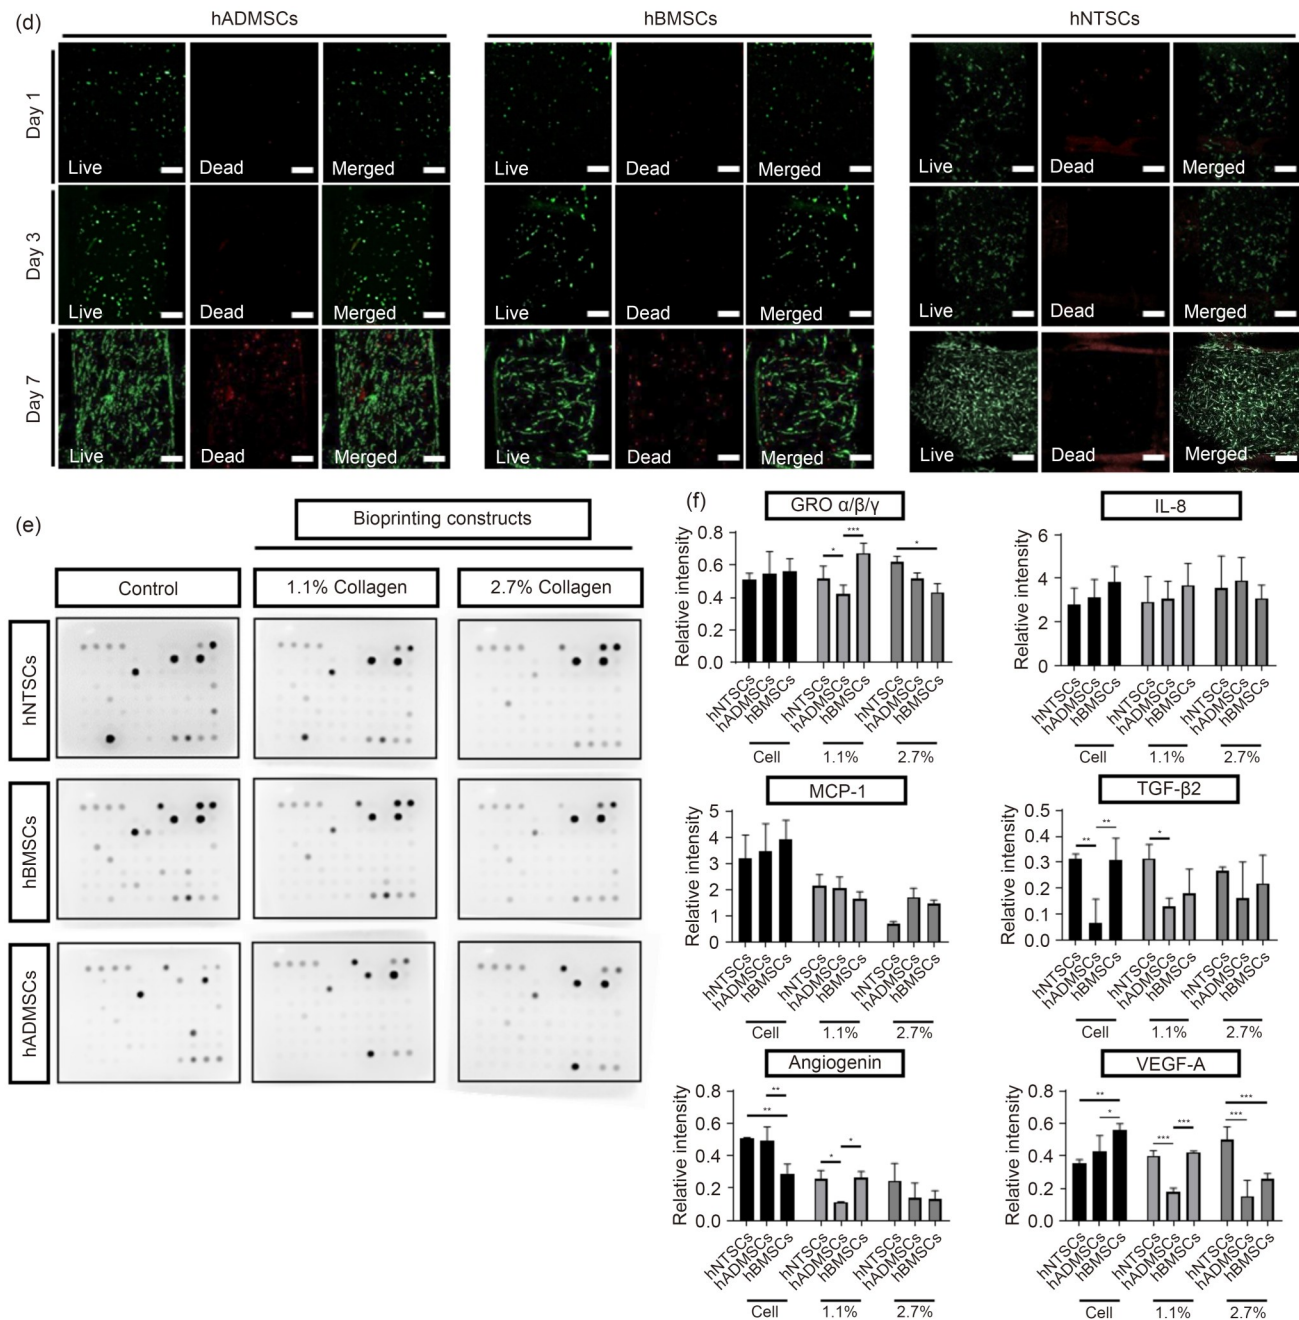 (d)
hADMSCs
hBMSCs
hNTSCs
Day 1
Live
Dead
Merged
Live
Dead
Merged
Live
Dead
Merged
Day 3
Live
Dead
Merged
Live
Dead
Merged
Live
Dead
Merged
Day 7
Live
Dead
Merged
Live
Dead
Merged
Live
Dead
Merged
(e)
Bioprinting constructs
Control
1.1% Collagen
2.7% Collagen
hNTSCs
hBMSCs
hADMSCs
(f)
GRO α/β/γ
Relative intensity
0.8
0.6
0.4
0.2
0.0
*
***
*
hNTSCs
hADMSCs
hBMSCs
hNTSCs
hADMSCs
hBMSCs
hNTSCs
hADMSCs
hBMSCs
Cell
1.1%
2.7%
IL-8
Relative intensity
6
4
2
0
hNTSCs
hADMSCs
hBMSCs
hNTSCs
hADMSCs
hBMSCs
hNTSCs
hADMSCs
hBMSCs
Cell
1.1%
2.7%
MCP-1
Relative intensity
5
4
3
2
1
0
hNTSCs
hADMSCs
hBMSCs
hNTSCs
hADMSCs
hBMSCs
hNTSCs
hADMSCs
hBMSCs
Cell
1.1%
2.7%
TGF-β2
Relative intensity
0.5
0.4
0.3
0.2
0.1
0.0
**
**
*
hNTSCs
hADMSCs
hBMSCs
hNTSCs
hADMSCs
hBMSCs
hNTSCs
hADMSCs
hBMSCs
Cell
1.1%
2.7%
Angiogenin
Relative intensity
0.8
0.6
0.4
0.2
0.0
**
**
*
*
hNTSCs
hADMSCs
hBMSCs
hNTSCs
hADMSCs
hBMSCs
hNTSCs
hADMSCs
hBMSCs
Cell
1.1%
2.7%
VEGF-A
Relative intensity
0.8
0.6
0.4
0.2
0.0
**
*
***
***
***
***
hNTSCs
hADMSCs
hBMSCs
hNTSCs
hADMSCs
hBMSCs
hNTSCs
hADMSCs
hBMSCs
Cell
1.1%
2.7%